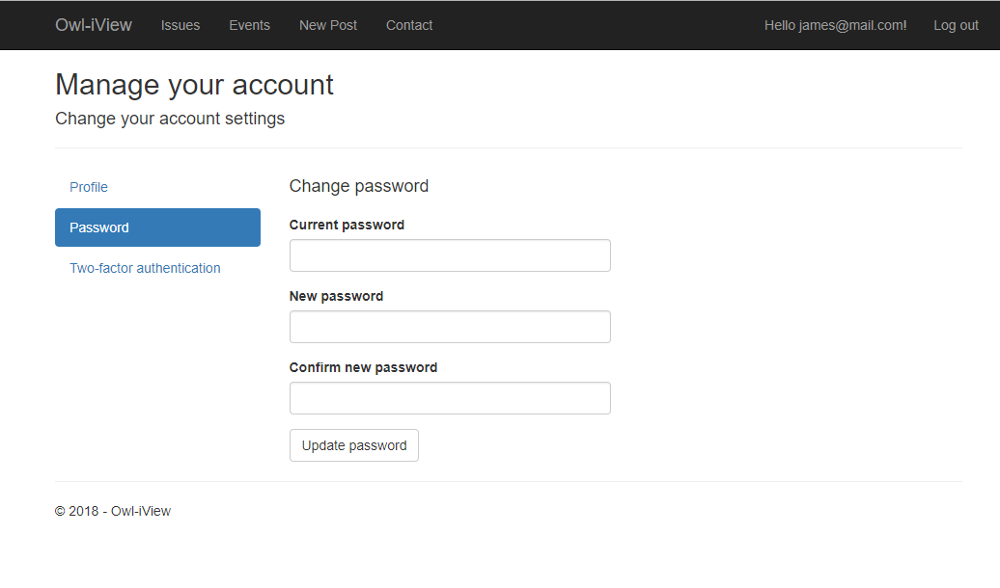 Owl-iView Issues Events New Post Contact Hello james@mail.com! Log out
Manage your account
Change your account settings
Profile
Password
Two-factor authentication
Change password
Current password
New password
Confirm new password
Update password
© 2018 - Owl-iView